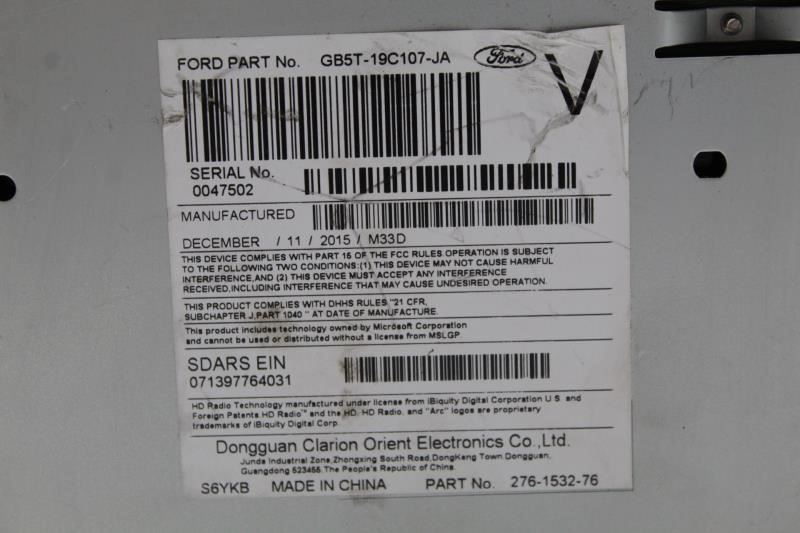 FORD PART No. GB5T-19C107-JA Ford V
SERIAL No.
0047502
MANUFACTURED
DECEMBER / 11 / 2015 / M33D
THIS DEVICE COMPLIES WITH PART 15 OF THE FCC RULES.OPERATION IS SUBJECT
TO THE FOLLOWING TWO CONDITIONS:(1) THIS DEVICE MAY NOT CAUSE HARMFUL
INTERFERENCE,AND (2) THIS DEVICE MUST ACCEPT ANY INTERFERENCE
RECEIVED,INCLUDING INTERFERENCE THAT MAY CAUSE UNDESIRED OPERATION.
THIS PRODUCT COMPLIES WITH DHHS RULES "21 CFR,
SUBCHAPTER J,PART 1040 " AT DATE OF MANUFACTURE.
This product includes technology owned by Microsoft Corporation
and cannot be used or distributed without a license from MSLGP.
SDARS EIN
071397764031
HD Radio Technology manufactured under license from iBiquity Digital Corporation U.S and
Foreign Patents.HD Radio™ and the HD, HD Radio, and "Arc" logos are proprietary
trademarks of iBiquity Digital Corp.
Dongguan Clarion Orient Electronics Co.,Ltd.
Junda Industrial Zone,Zhongxing South Road,DongKeng Town.Dongguan,
Guangdong 523456.The People's Republic of China.
S6YKB MADE IN CHINA PART No. 276-1532-76